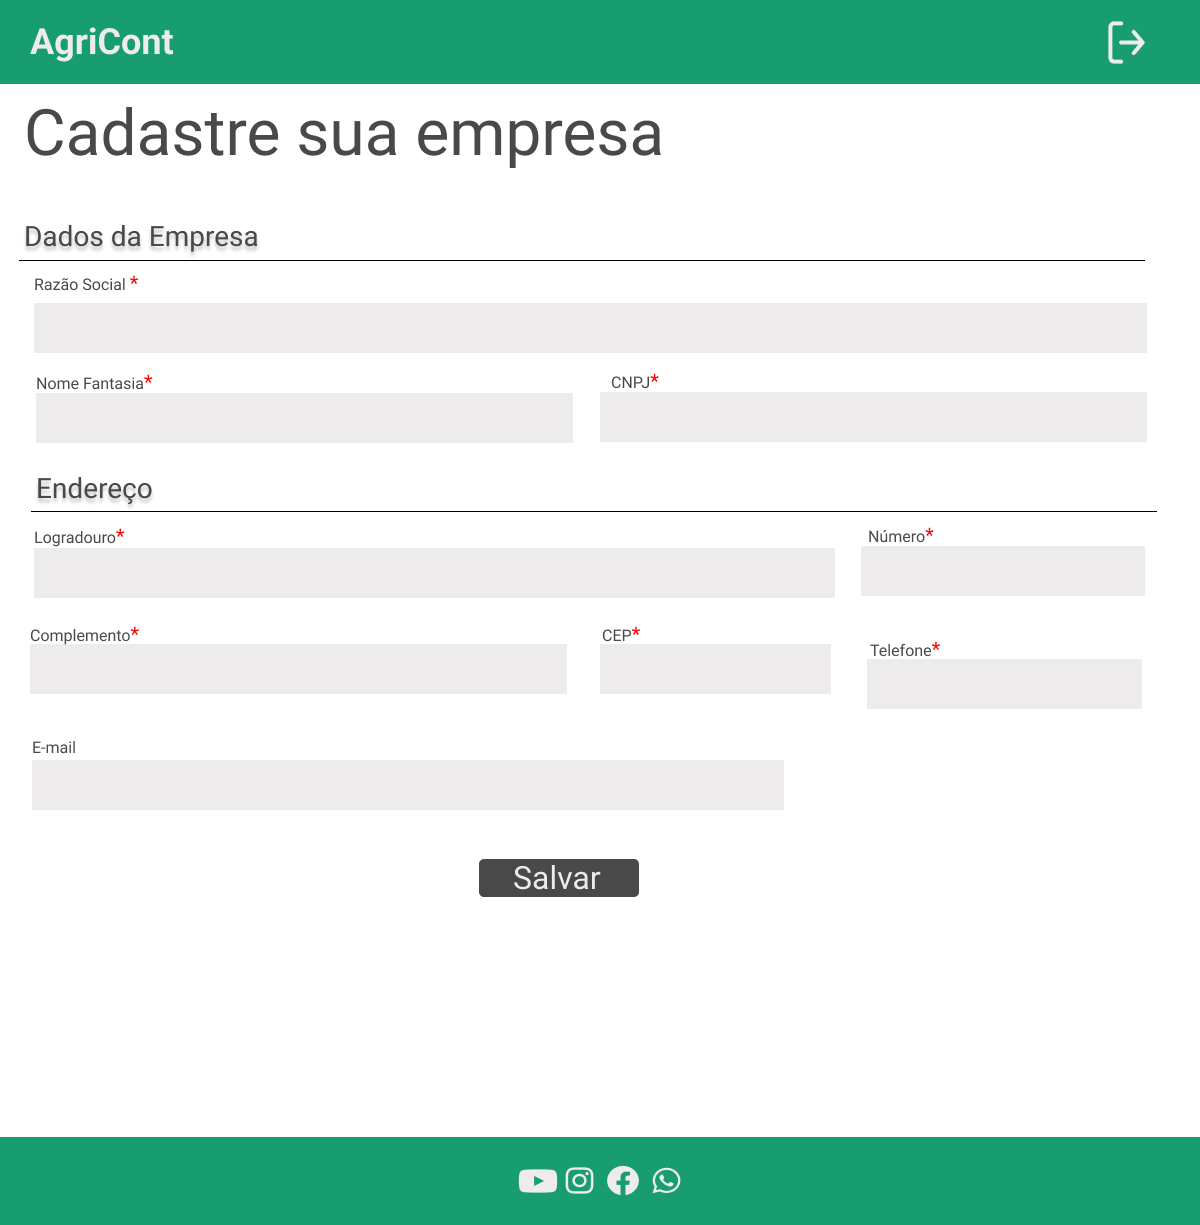 AgriCont
Cadastre sua empresa
Dados da Empresa
Razão Social *
Nome Fantasia*
CNPJ*
Endereço
Logradouro*
Número*
Complemento*
CEP*
Telefone*
E-mail
Salvar